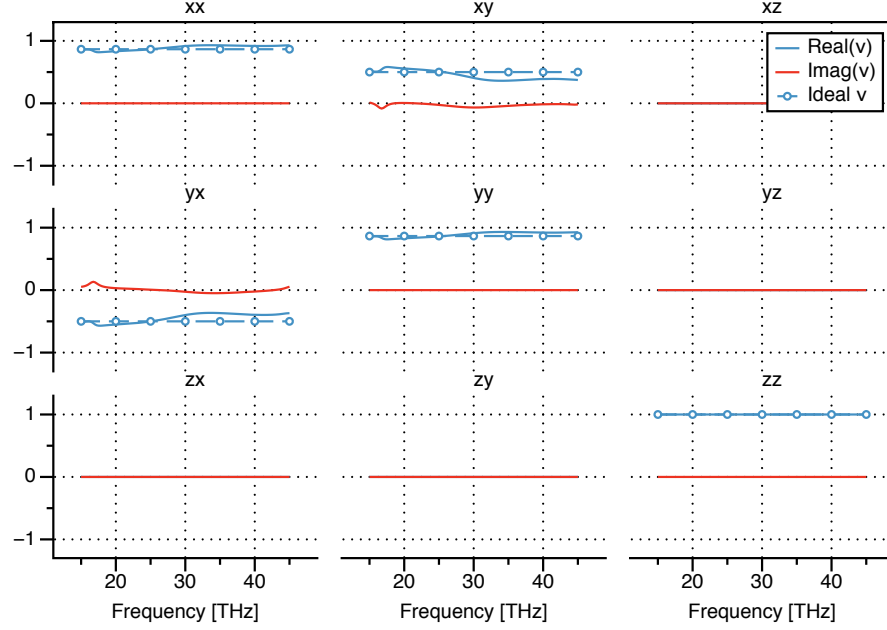 xx xy xz
1
0
−1
Real(v)
Imag(v)
Ideal v
yx yy yz
1
0
−1
zx zy zz
1
0
−1
20 30 40 20 30 40 20 30 40
Frequency [THz] Frequency [THz] Frequency [THz]